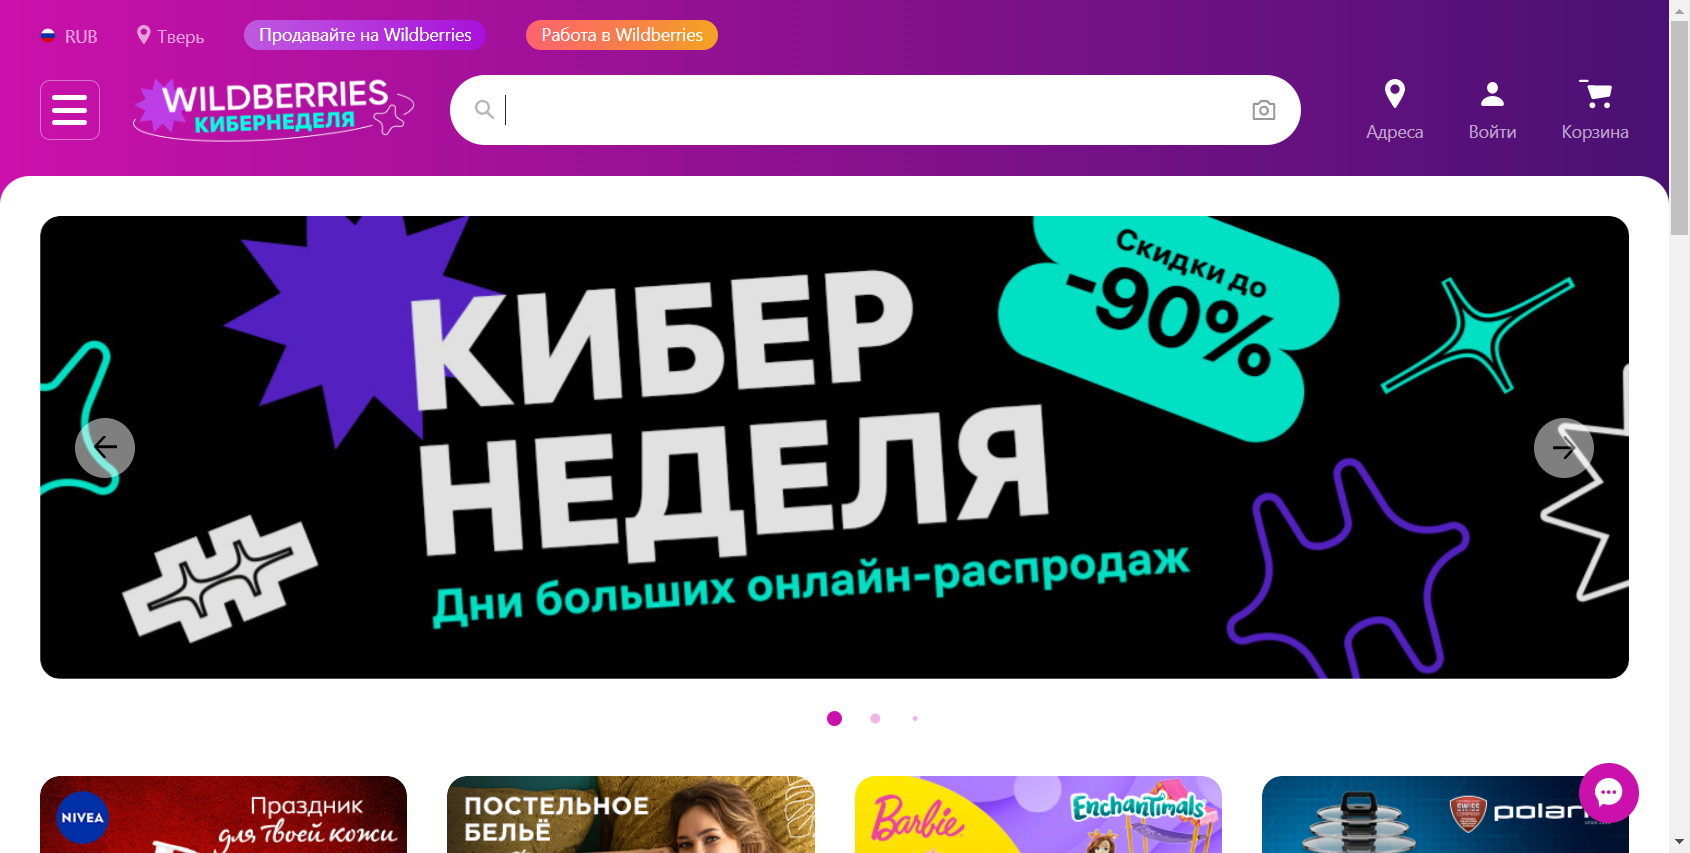 RUB
Тверь
Продавайте на Wildberries
Работа в Wildberries
WILDBERRIES
КИБЕРНЕДЕЛЯ
Адреса
Войти
Корзина
Скидки до
-90%
КИБЕР
НЕДЕЛЯ
Дни больших онлайн-распродаж
NIVEA
Праздник
для твоей кожи
ПОСТЕЛЬНОЕ
БЕЛЬЁ
Barbie
Enchantimals
SWISS